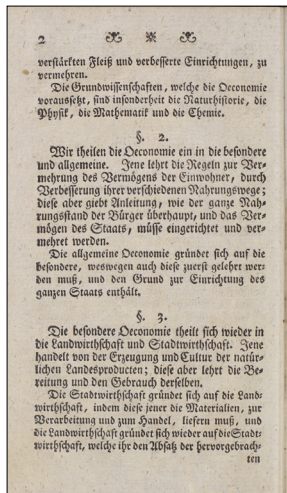 2
verstärkten Fleiß und verbesserte Einrichtungen, zu
vermehren.
Die Grundwissenschaften, welche die Oeconomie
voraussetzt, sind insonderheit die Naturhistorie, die
Physik, die Mathematik und die Chemie.
§. 2.
Wir theilen die Oeconomie ein in die besondere
und allgemeine. Jene lehrt die Regeln zur Ver-
mehrung des Vermögens der Einwohner, durch
Verbesserung ihrer verschiedenen Nahrungswege;
diese aber giebt Anleitung, wie der ganze Nah-
rungsstand der Bürger überhaupt, und das Ver-
mögen des Staats, müsse eingerichtet und ver-
mehret werden.
Die allgemeine Oeconomie gründet sich auf die
besondere, weswegen auch diese zuerst gelehrt wer-
den muß, und den Grund zur Einrichtung des
ganzen Staats enthält.
§. 3.
Die besondere Oeconomie theilt sich wieder in
die Landwirthschaft und Stadtwirthschaft. Jene
handelt von der Erzeugung und Cultur der natür-
lichen Landesproducten; diese aber lehrt die Be-
reitung und den Gebrauch derselben.
Die Stadtwirthschaft gründet sich auf die Land-
wirthschaft, indem diese jener die Materialien, zur
Verarbeitung und zum Handel, liefern muß, und
die Landwirthschaft gründet sich wieder auf die Stadt-
wirthschaft, welche ihr den Absatz der hervorgebrach-
ten